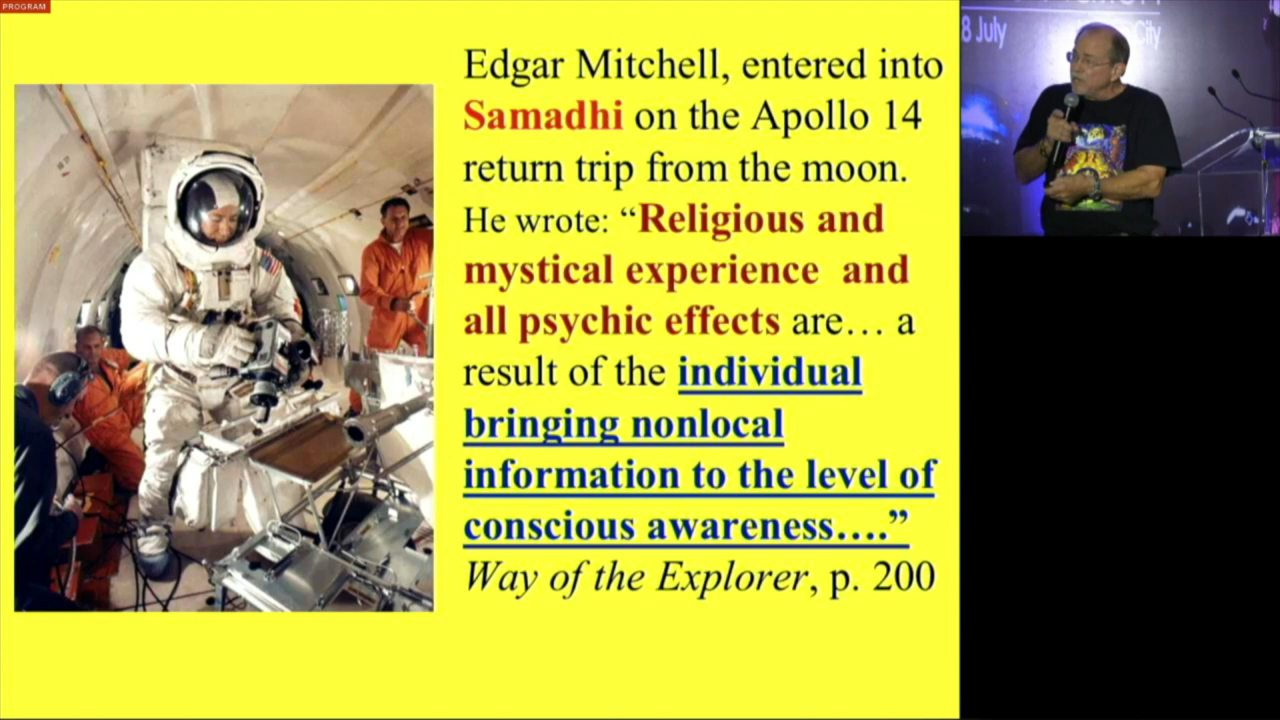 PROGRAM
Edgar Mitchell, entered into
Samadhi on the Apollo 14
return trip from the moon.
He wrote: “Religious and
mystical experience  and
all psychic effects are… a
result of the individual
bringing nonlocal
information to the level of
conscious awareness….”
Way of the Explorer, p. 200
8 July
City